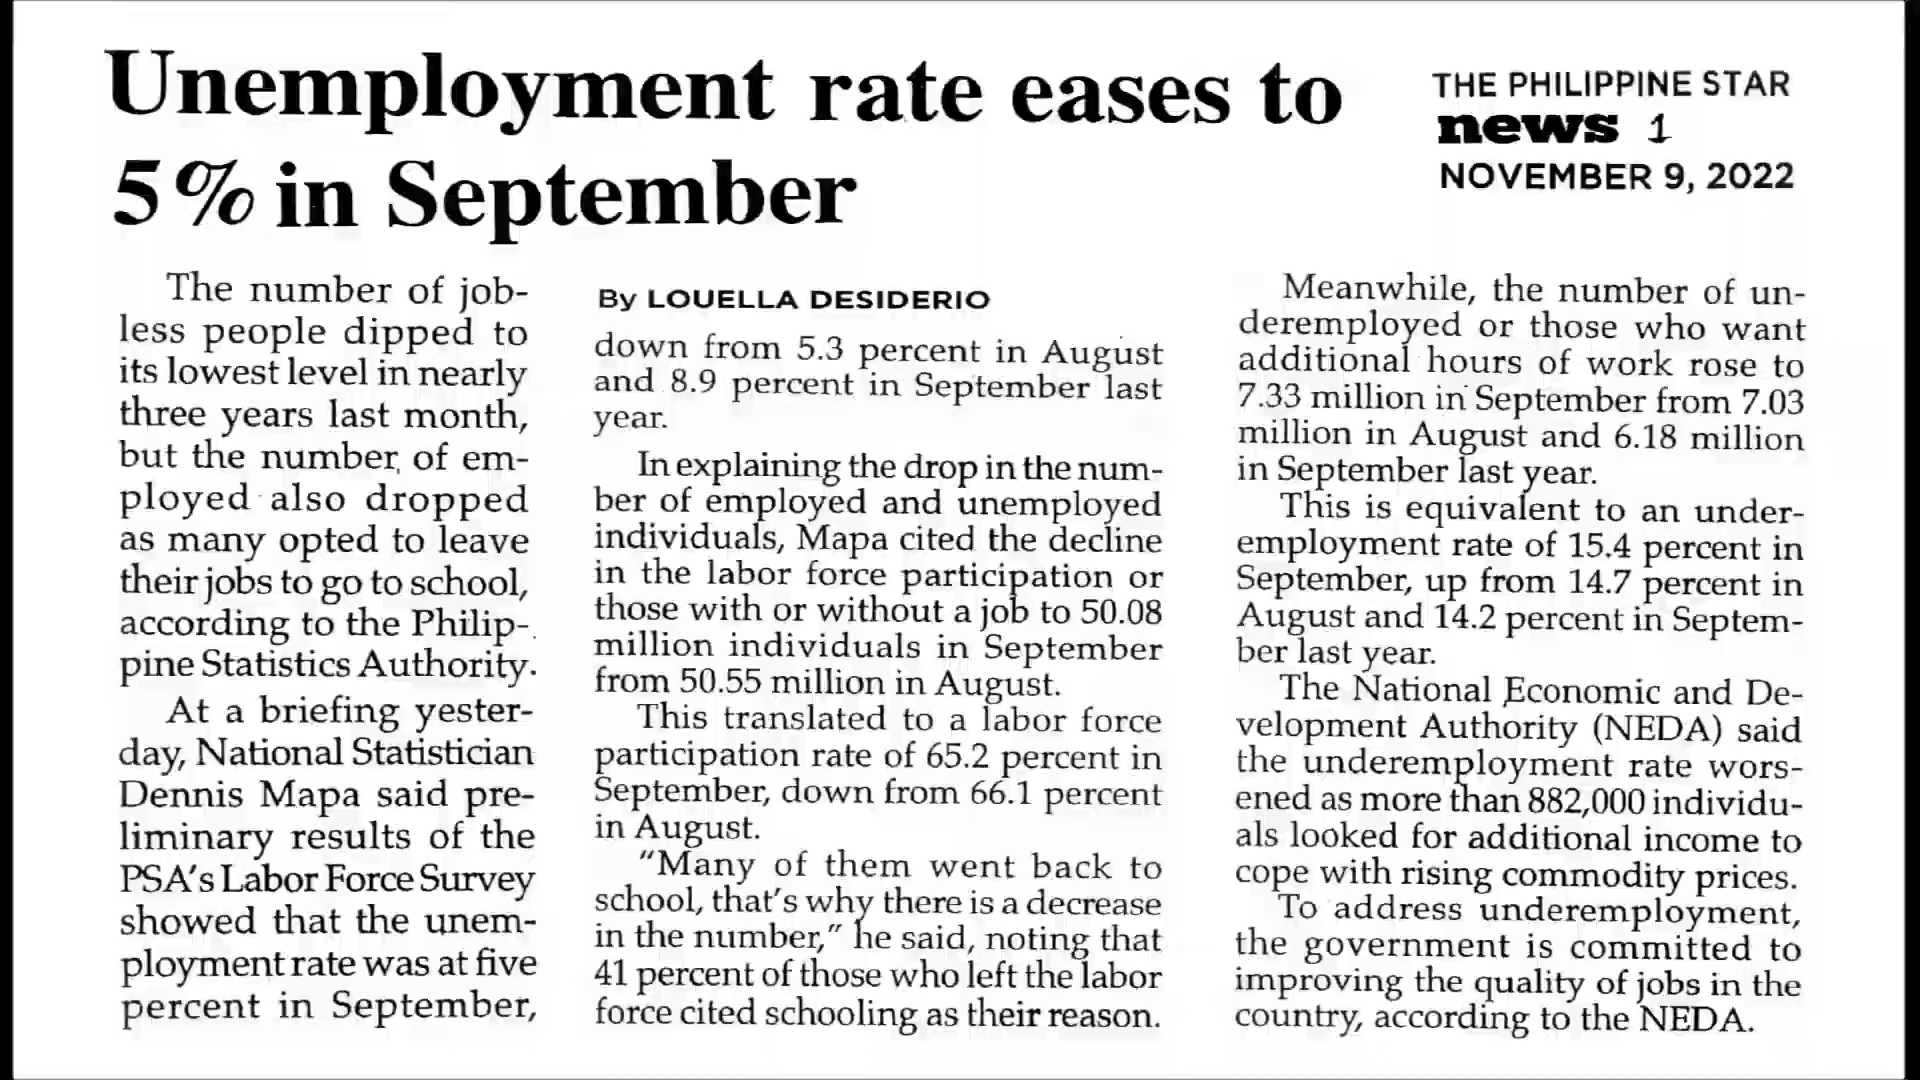 Unemployment rate eases to
5% in September
THE PHILIPPINE STAR
news 1
NOVEMBER 9, 2022
The number of job-
less people dipped to
its lowest level in nearly
three years last month,
but the number of em-
ployed also dropped
as many opted to leave
their jobs to go to school,
according to the Philip-
pine Statistics Authority.
At a briefing yester-
day, National Statistician
Dennis Mapa said pre-
liminary results of the
PSA's Labor Force Survey
showed that the unem-
ployment rate was at five
percent in September,
By LOUELLA DESIDERIO
down from 5.3 percent in August
and 8.9 percent in September last
year.
In explaining the drop in the num-
ber of employed and unemployed
individuals, Mapa cited the decline
in the labor force participation or
those with or without a job to 50.08
million individuals in September
from 50.55 million in August.
This translated to a labor force
participation rate of 65.2 percent in
September, down from 66.1 percent
in August.
"Many of them went back to
school, that's why there is a decrease
in the number," he said, noting that
41 percent of those who left the labor
force cited schooling as their reason.
Meanwhile, the number of un-
deremployed or those who want
additional hours of work rose to
7.33 million in September from 7.03
million in August and 6.18 million
in September last year.
This is equivalent to an under-
employment rate of 15.4 percent in
September, up from 14.7 percent in
August and 14.2 percent in Septem-
ber last year.
The National Economic and De-
velopment Authority (NEDA) said
the underemployment rate wors-
ened as more than 882,000 individu-
als looked for additional income to
cope with rising commodity prices.
To address underemployment,
the government is committed to
improving the quality of jobs in the
country, according to the NEDA.